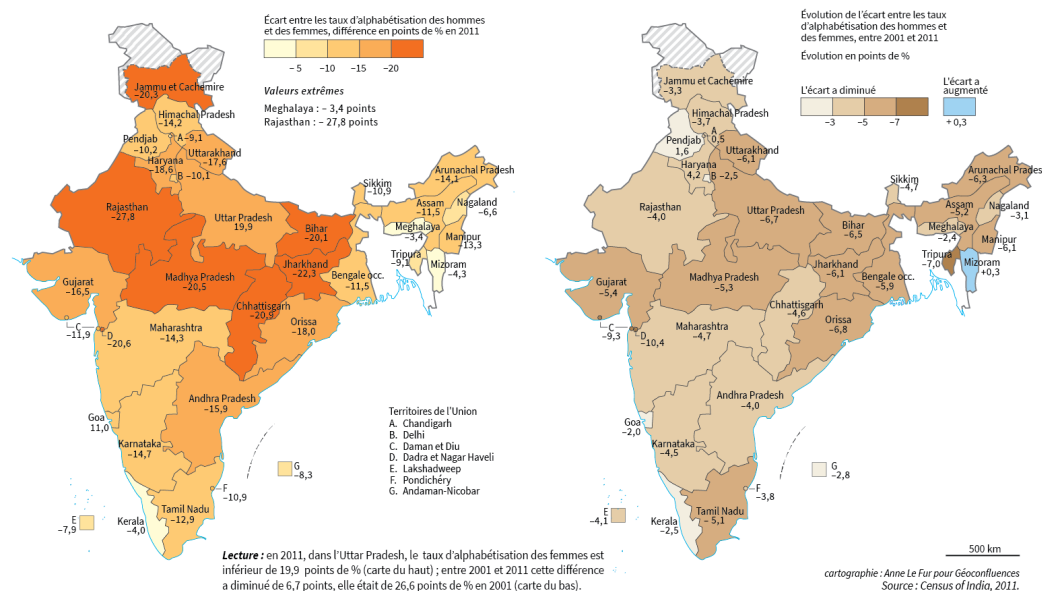 Écart entre les taux d'alphabétisation des hommes
et des femmes, différence en points de % en 2011
−5 −10 −15 −20
Valeurs extrêmes
Meghalaya : − 3,4 points
Rajasthan : − 27,8 points
Jammu et Cachemire
−20,3
Himachal Pradesh
−14,2
A −9,1
Pendjab
−10,2
Uttarakhand
−17,6
Haryana
−18,6
B −10,1
Rajasthan
−27,8
Uttar Pradesh
19,9
Bihar
−20,1
Sikkim
−10,9
Arunachal Pradesh
−14,1
Assam
−11,5
Nagaland
−6,6
Meghalaya
−3,4
Manipur
−13,3
Tripura
−9,1
Mizoram
−4,3
Gujarat
−16,5
Madhya Pradesh
−20,5
Jharkhand
−22,3
Bengale occ.
−11,5
Chhattisgarh
−20,9
Orissa
−18,0
C
−11,9
D
−20,6
Maharashtra
−14,3
Andhra Pradesh
−15,9
Goa
11,0
Karnataka
−14,7
G
−8,3
F
−10,9
E
−7,9
Tamil Nadu
−12,9
Kerala
−4,0
Territoires de l'Union
A. Chandigarh
B. Delhi
C. Daman et Diu
D. Dadra et Nagar Haveli
E. Lakshadweep
F. Pondichéry
G. Andaman-Nicobar
Évolution de l'écart entre les taux
d'alphabétisation des hommes et
des femmes, entre 2001 et 2011
Évolution en points de %
L'écart a diminué
−3 −5 −7
L'écart a
augmenté
+ 0,3
Jammu et Cachemire
−3,3
Himachal Pradesh
−3,7
A
0,5
Pendjab
1,6
Uttarakhand
−6,1
Haryana
4,2
B −2,5
Rajasthan
−4,0
Uttar Pradesh
−6,7
Bihar
−6,5
Sikkim
−4,7
Arunachal Prades
−6,3
Assam
−5,2
Nagaland
−3,1
Meghalaya
−2,4
Manipur
−6,1
Tripura
−7,0
Mizoram
+0,3
Gujarat
−5,4
Madhya Pradesh
−5,3
Jharkhand
−6,1
Bengale occ.
−5,9
Chhattisgarh
−4,6
Orissa
−6,8
C
−9,3
D
−10,4
Maharashtra
−4,7
Andhra Pradesh
−4,0
Goa
−2,0
Karnataka
−4,5
G
−2,8
F
−3,8
E
−4,1
Tamil Nadu
− 5,1
Kerala
−2,5
Lecture : en 2011, dans l'Uttar Pradesh, le taux d'alphabétisation des femmes est
inférieur de 19,9 points de % (carte du haut) ; entre 2001 et 2011 cette différence
a diminué de 6,7 points, elle était de 26,6 points de % en 2001 (carte du bas).
500 km
cartographie : Anne Le Fur pour Géoconfluences
Source : Census of India, 2011.